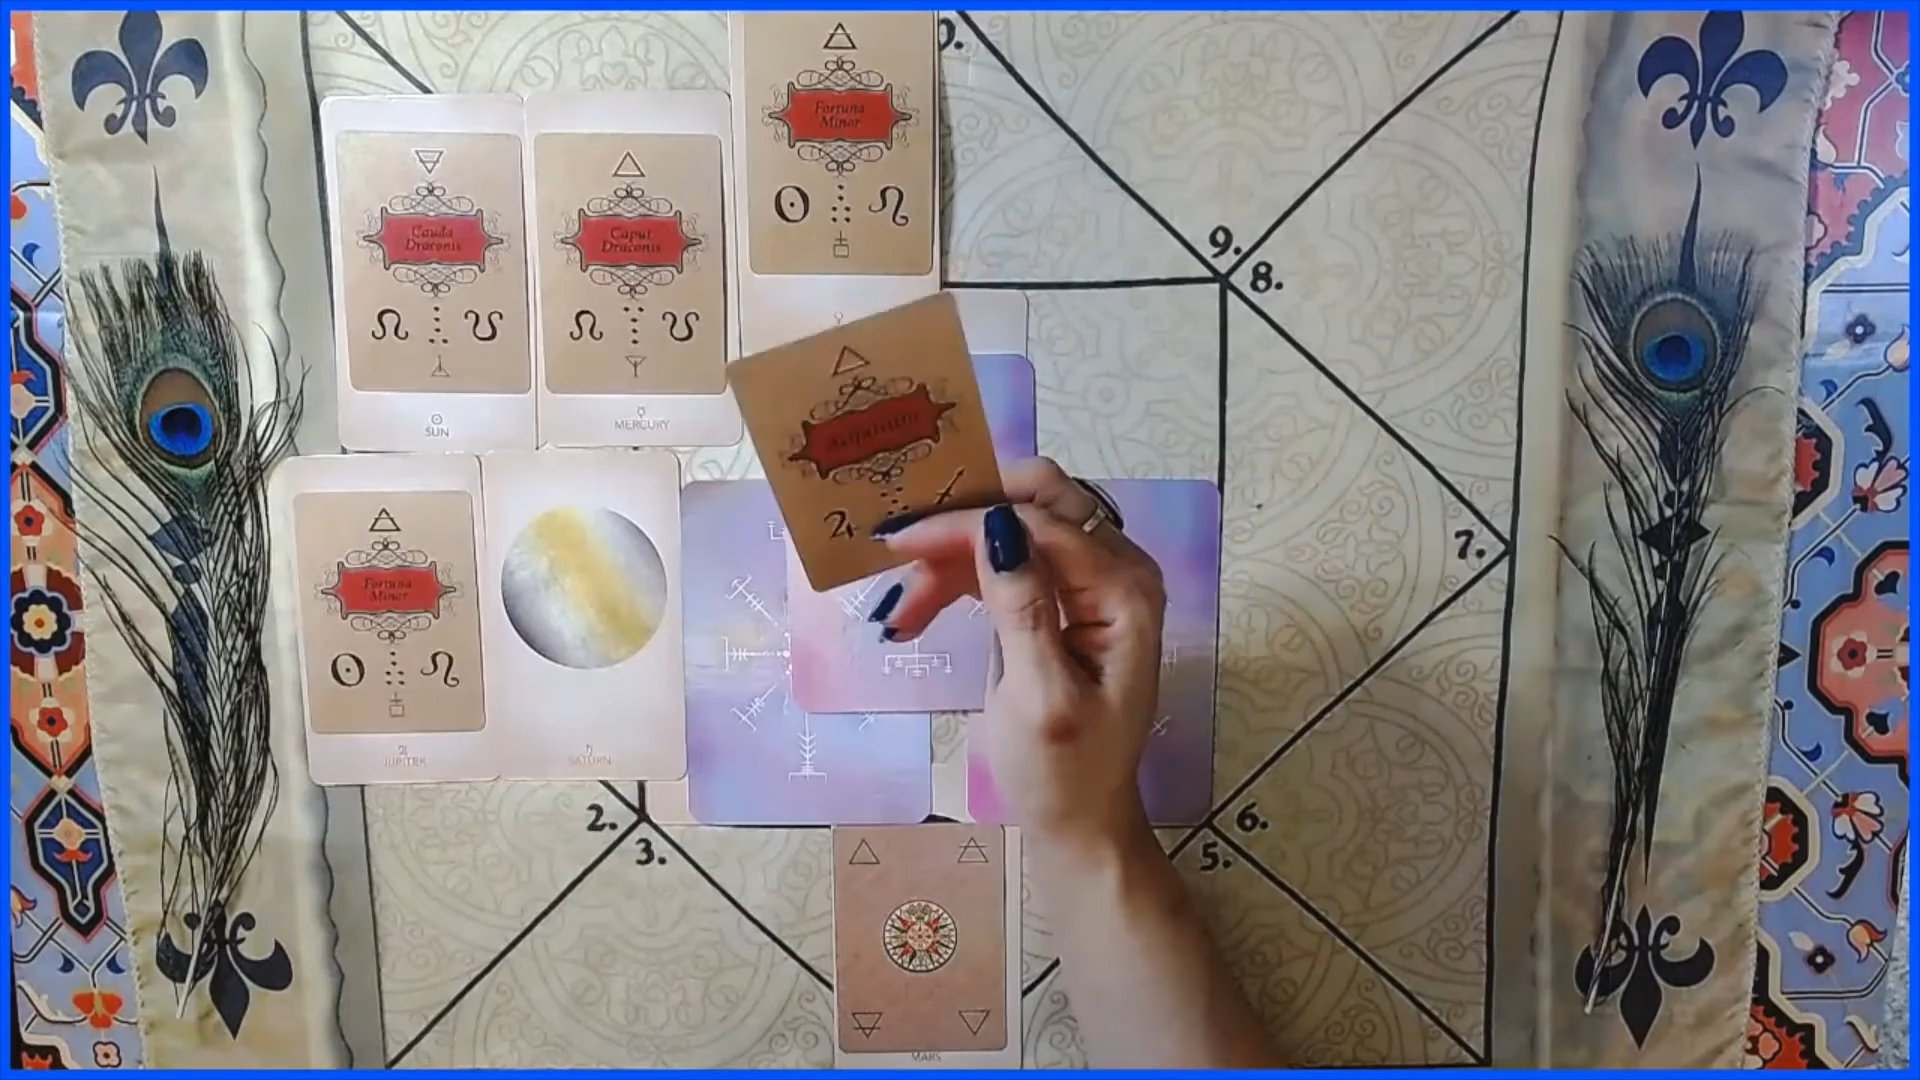 Fortuna
Minor
9.
8.
Cauda
Draconis
Caput
Draconis
SUN
MERCURY
Acquisitio
7.
Fortuna
Minor
JUPITER
SATURN
2.
3.
6.
5.
MARS